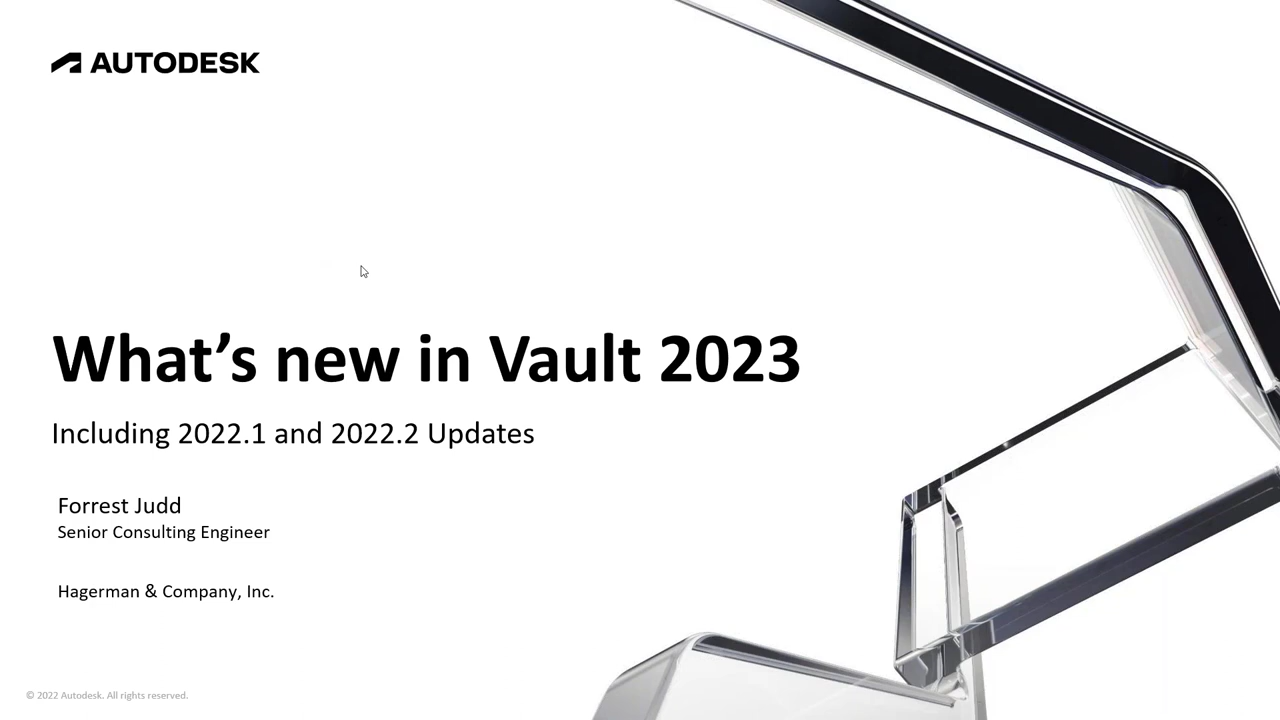 AUTODESK
What’s new in Vault 2023
Including 2022.1 and 2022.2 Updates
Forrest Judd
Senior Consulting Engineer
Hagerman & Company, Inc.
© 2022 Autodesk. All rights reserved.